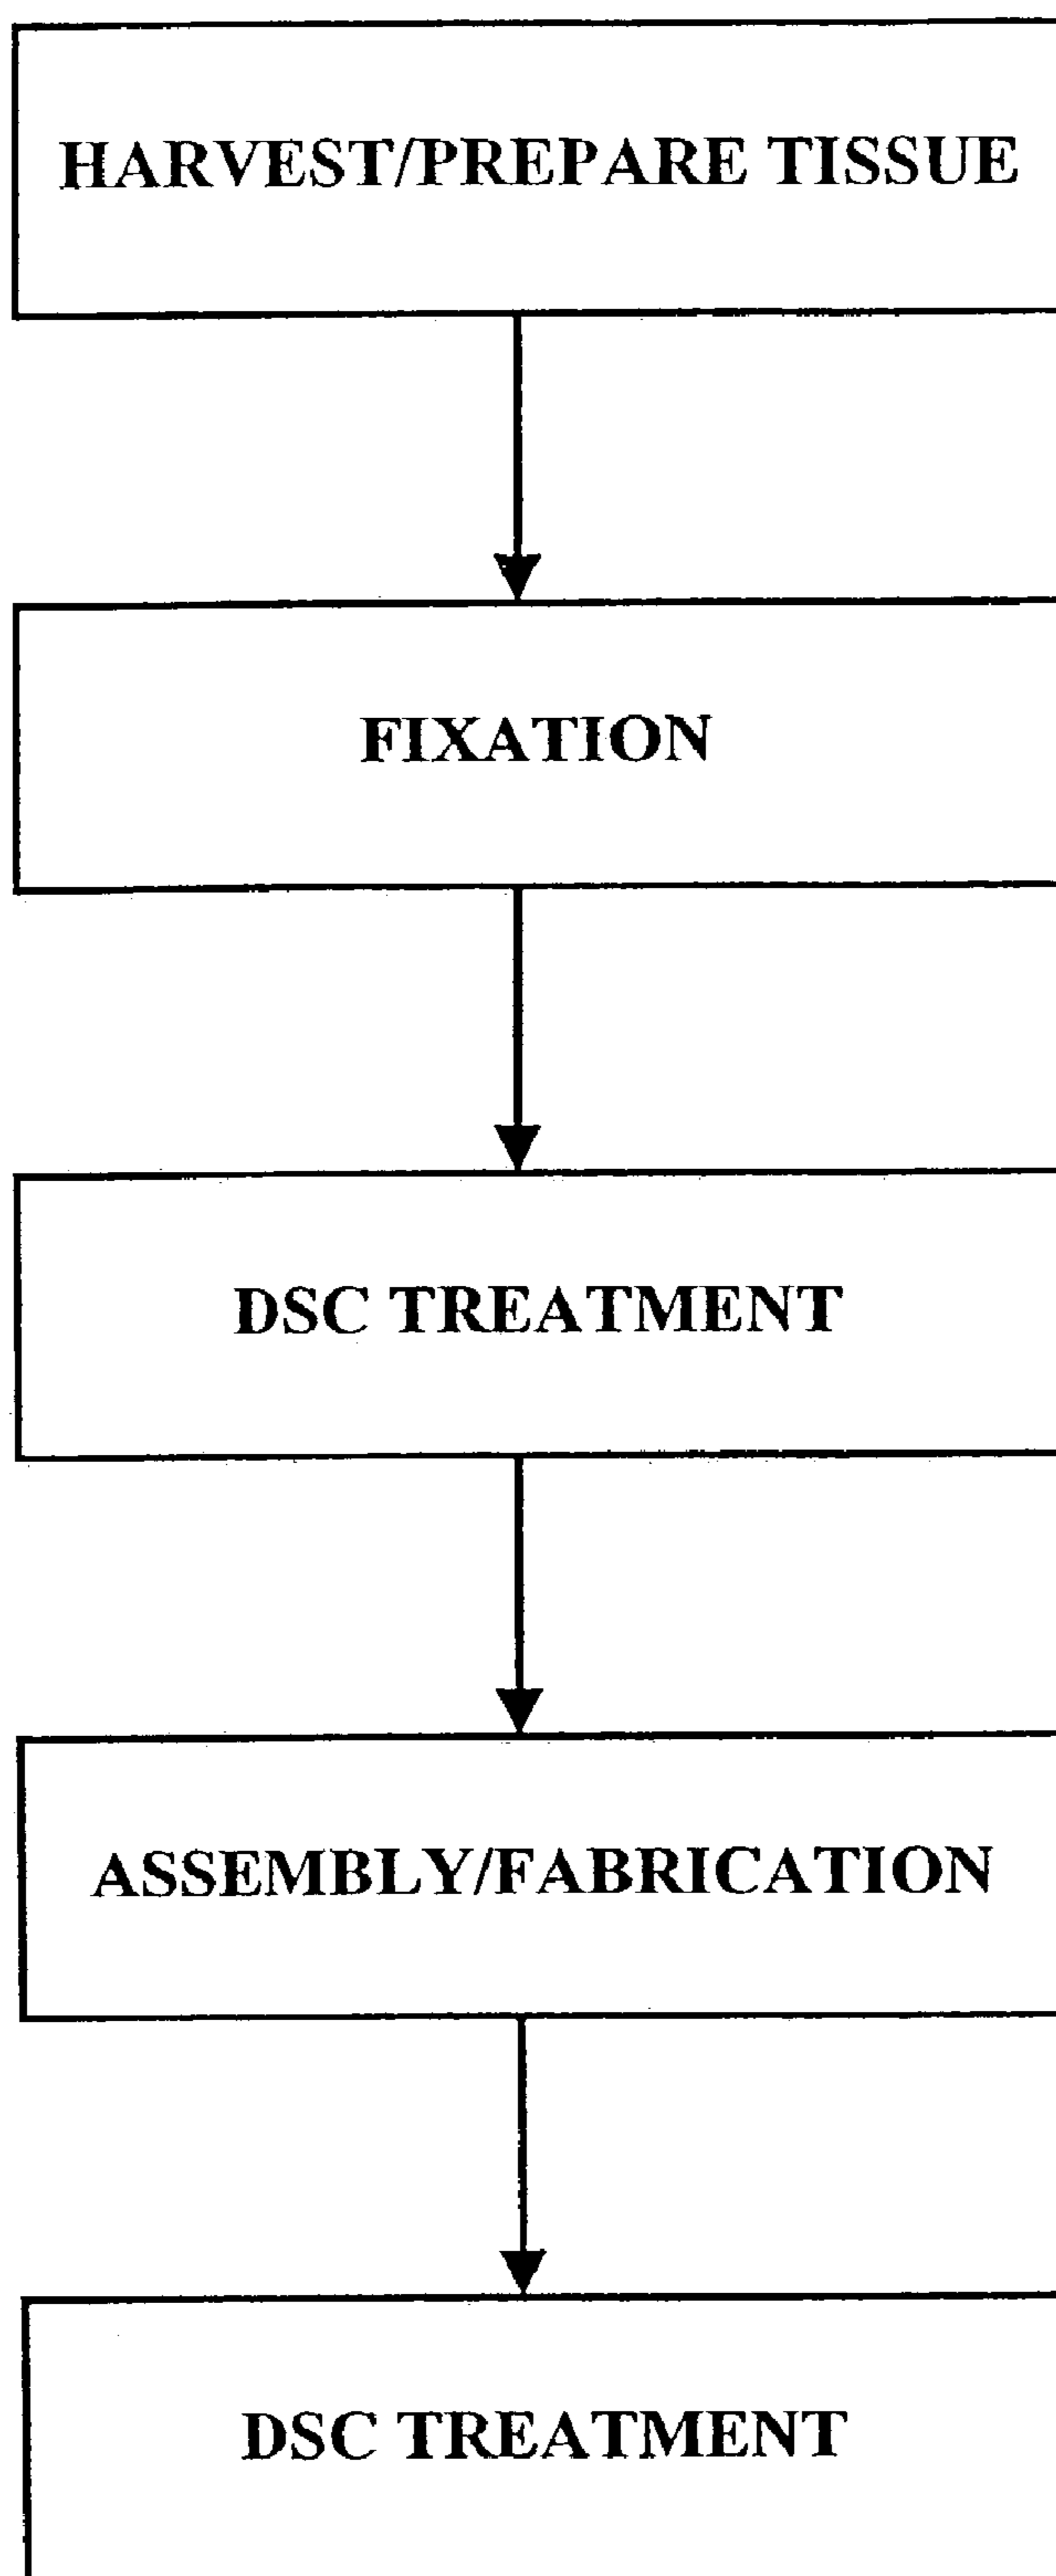 HARVEST/PREPARE TISSUE
FIXATION
DSC TREATMENT
ASSEMBLY/FABRICATION
DSC TREATMENT